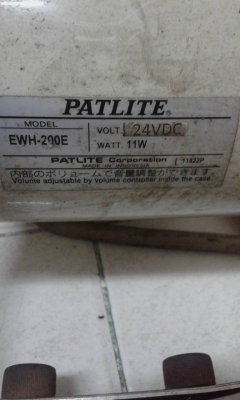 PATLITE
MODEL VOLT. 24VDC
EWH-200E WATT. 11W
PATLITE Corporation
MADE IN INDONESIA
内部のボリュームで音量調整ができます
Volume adjustable by volume controller inside the case.